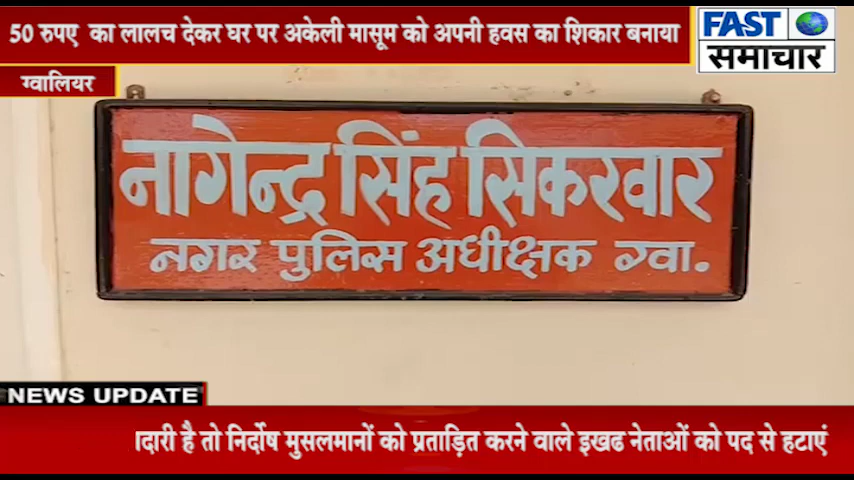 50 रुपए का लालच देकर घर पर अकेली मासूम को अपनी हवस का शिकार बनाया
FAST
समाचार
ग्वालियर
नागेन्द्र सिंह सिकरवार
नगर पुलिस अधीक्षक ग्वा.
NEWS UPDATE
ादारी है तो निर्दोष मुसलमानों को प्रताड़ित करने वाले इखढ नेताओं को पद से हटाएं